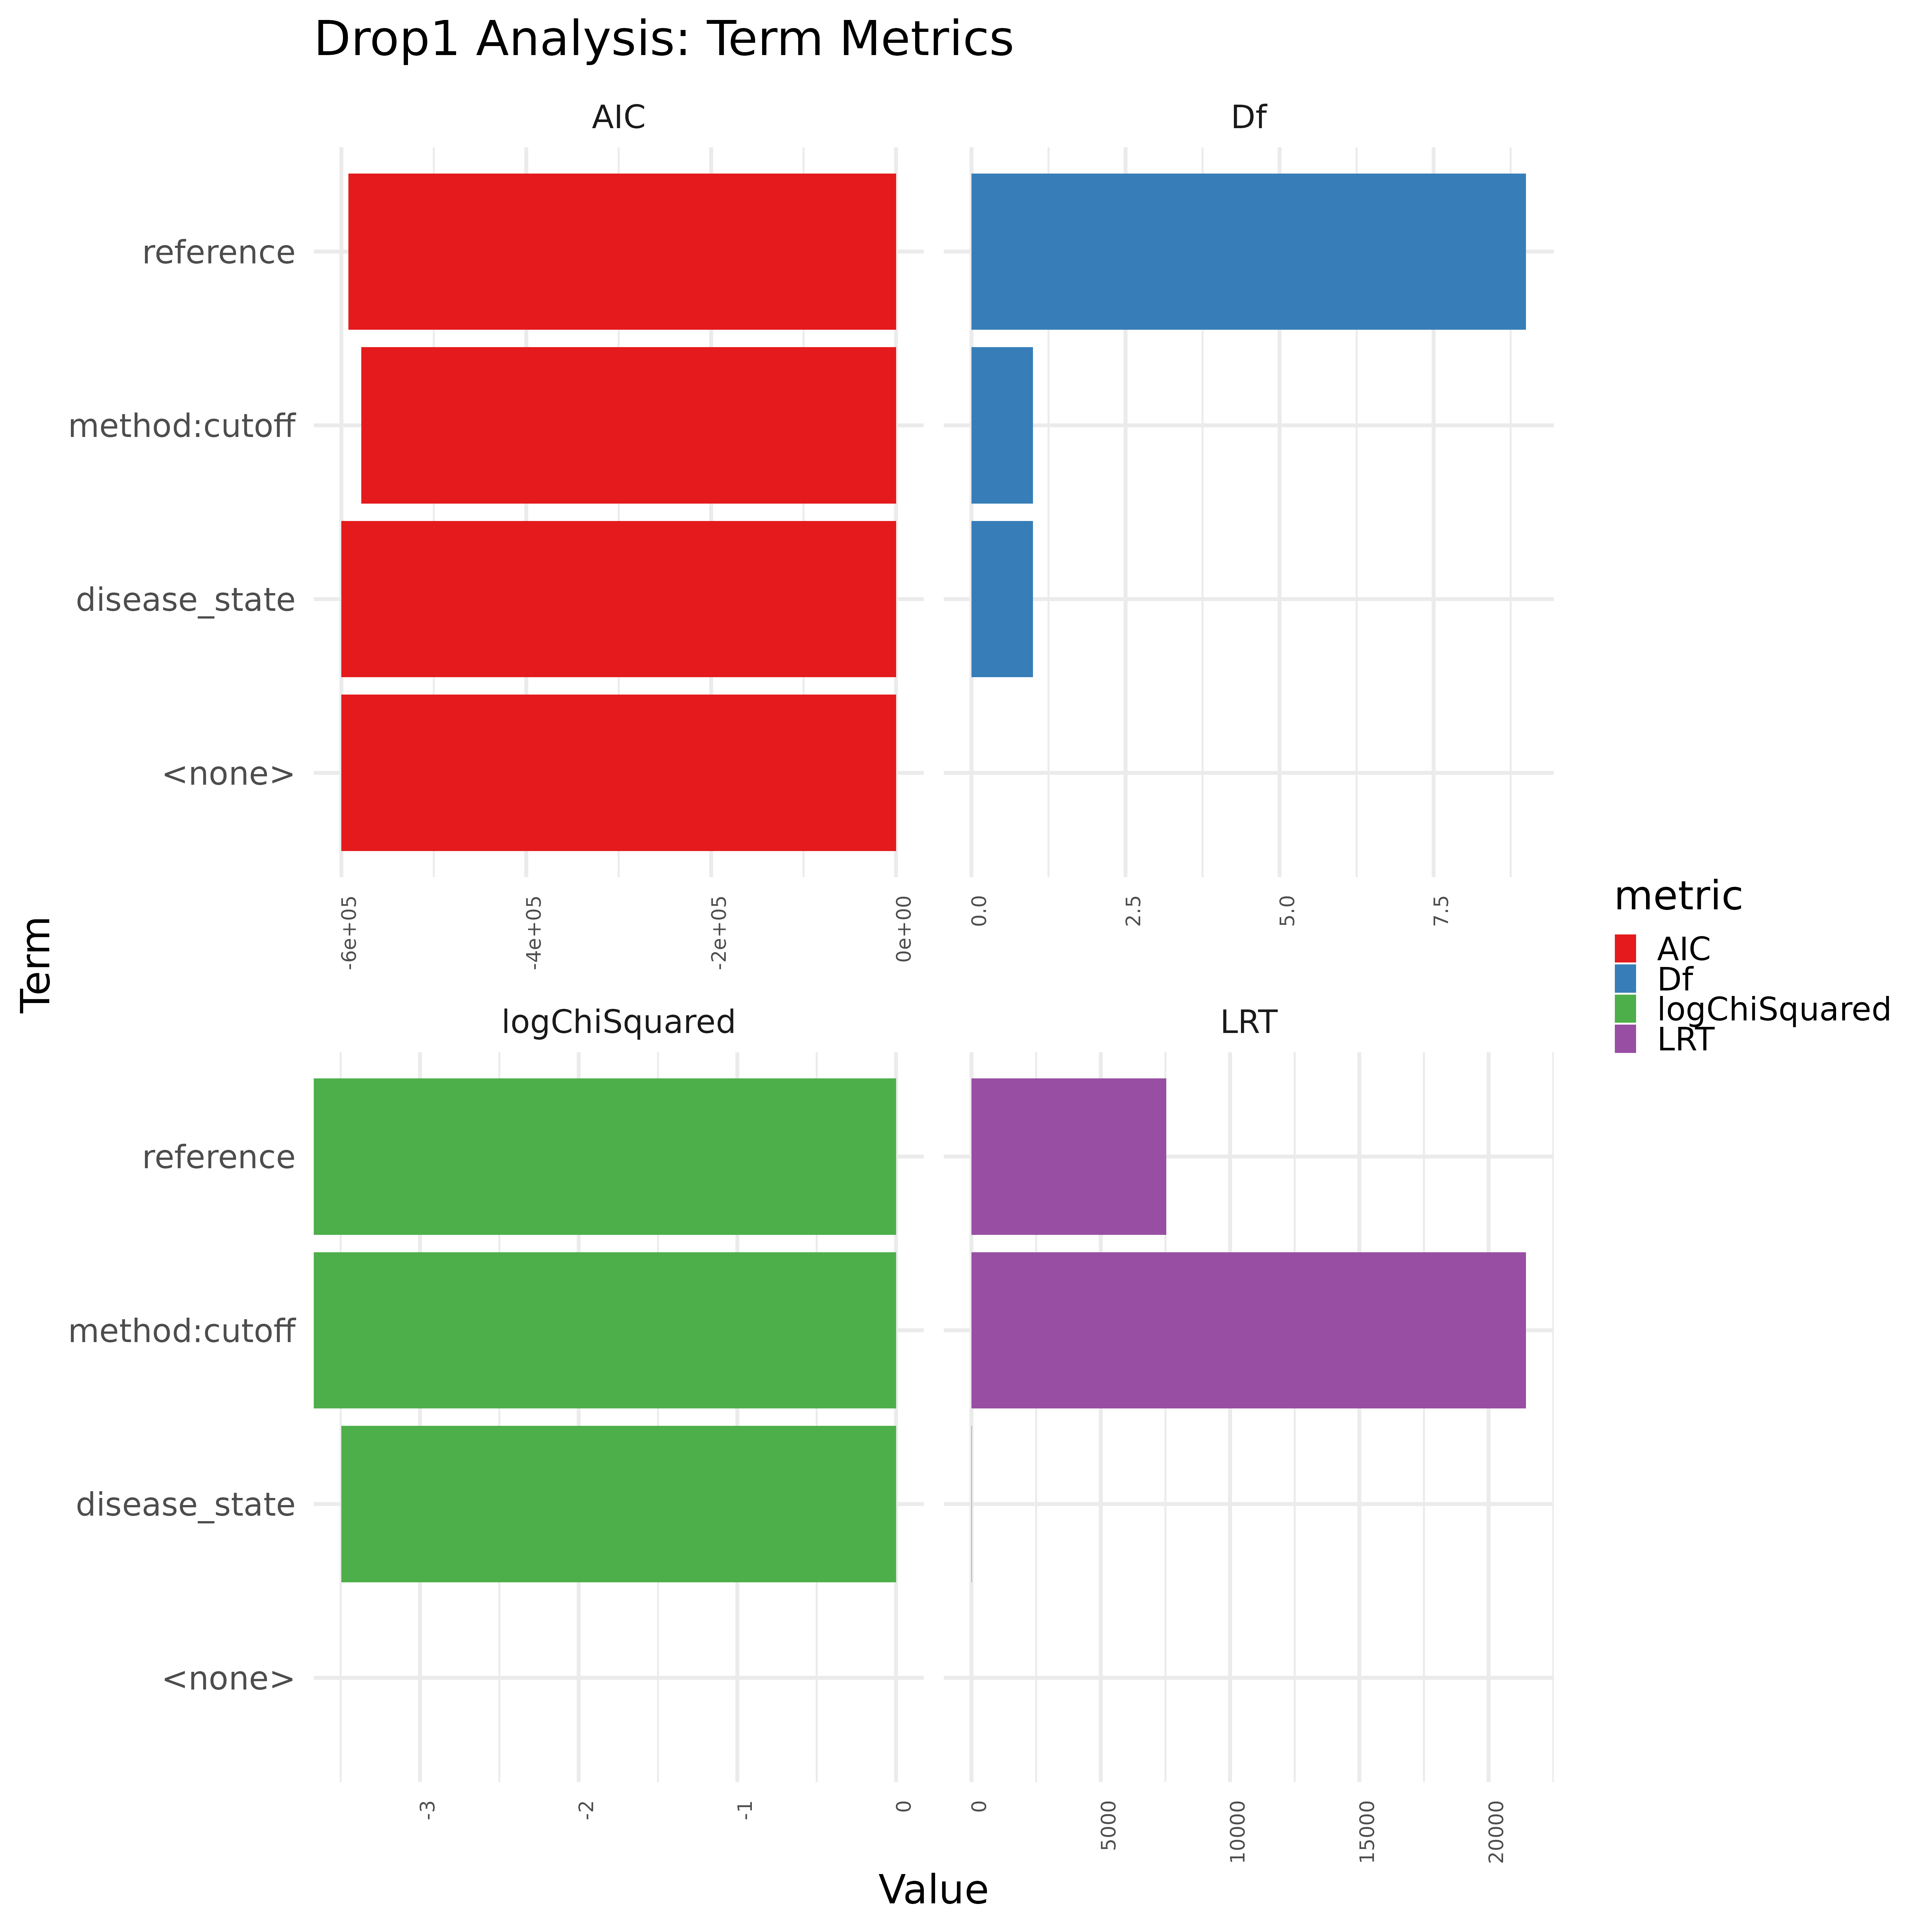 Drop1 Analysis: Term Metrics
AIC
Df
reference
method:cutoff
disease_state
<none>
-6e+05
-4e+05
-2e+05
0e+00
0.0
2.5
5.0
7.5
logChiSquared
LRT
reference
method:cutoff
disease_state
<none>
-3
-2
-1
0
0
5000
10000
15000
20000
Value
Term
metric
AIC
Df
logChiSquared
LRT